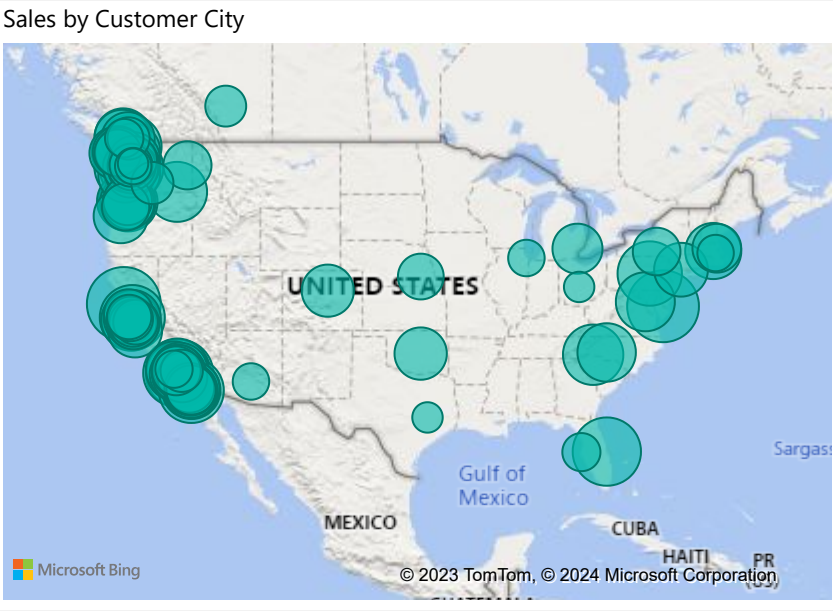 Sales by Customer City
UNITED STATES
Sargass
Gulf of
Mexico
MEXICO
CUBA
HAITI
PR
(US)
Microsoft Bing
© 2023 TomTom, © 2024 Microsoft Corporation